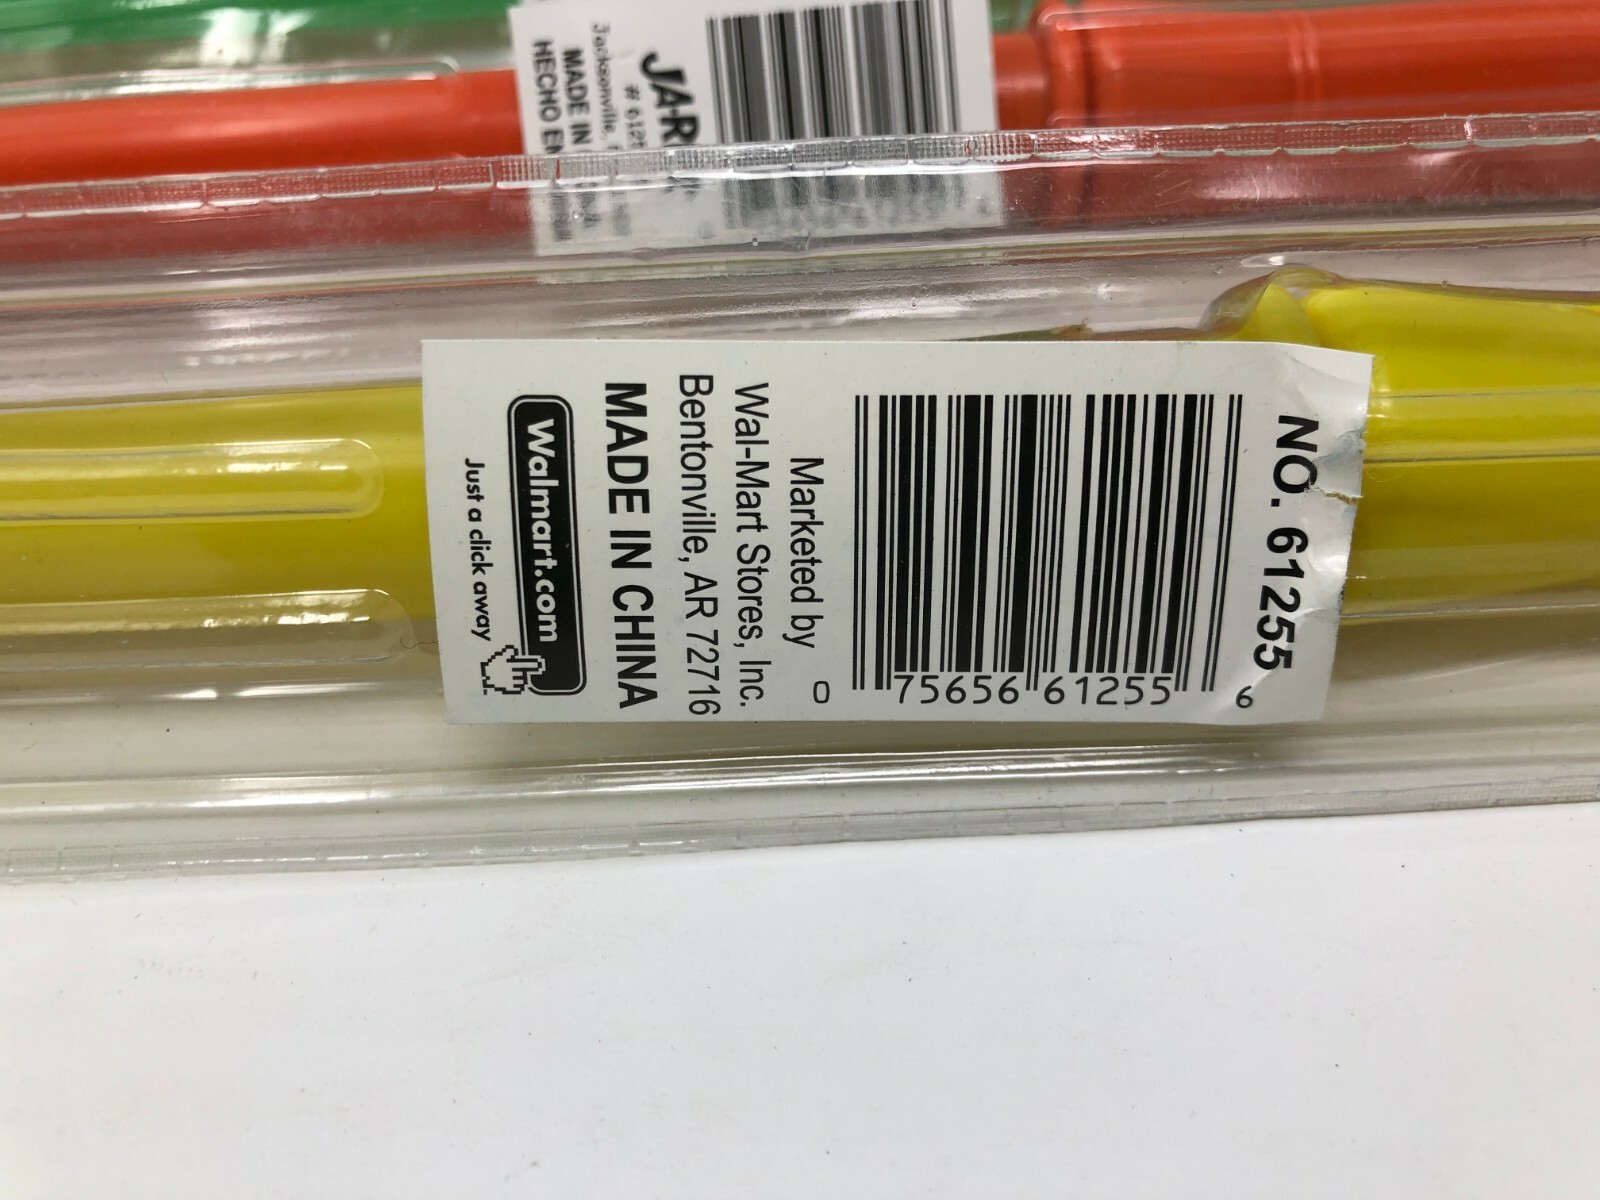 JA-R
#
Jacksonville,
MADE IN
HECHO EN
NO. 61255
0 75656 61255 6
Marketed by
Wal-Mart Stores, Inc.
Bentonville, AR 72716
MADE IN CHINA
Walmart.com
Just a click away